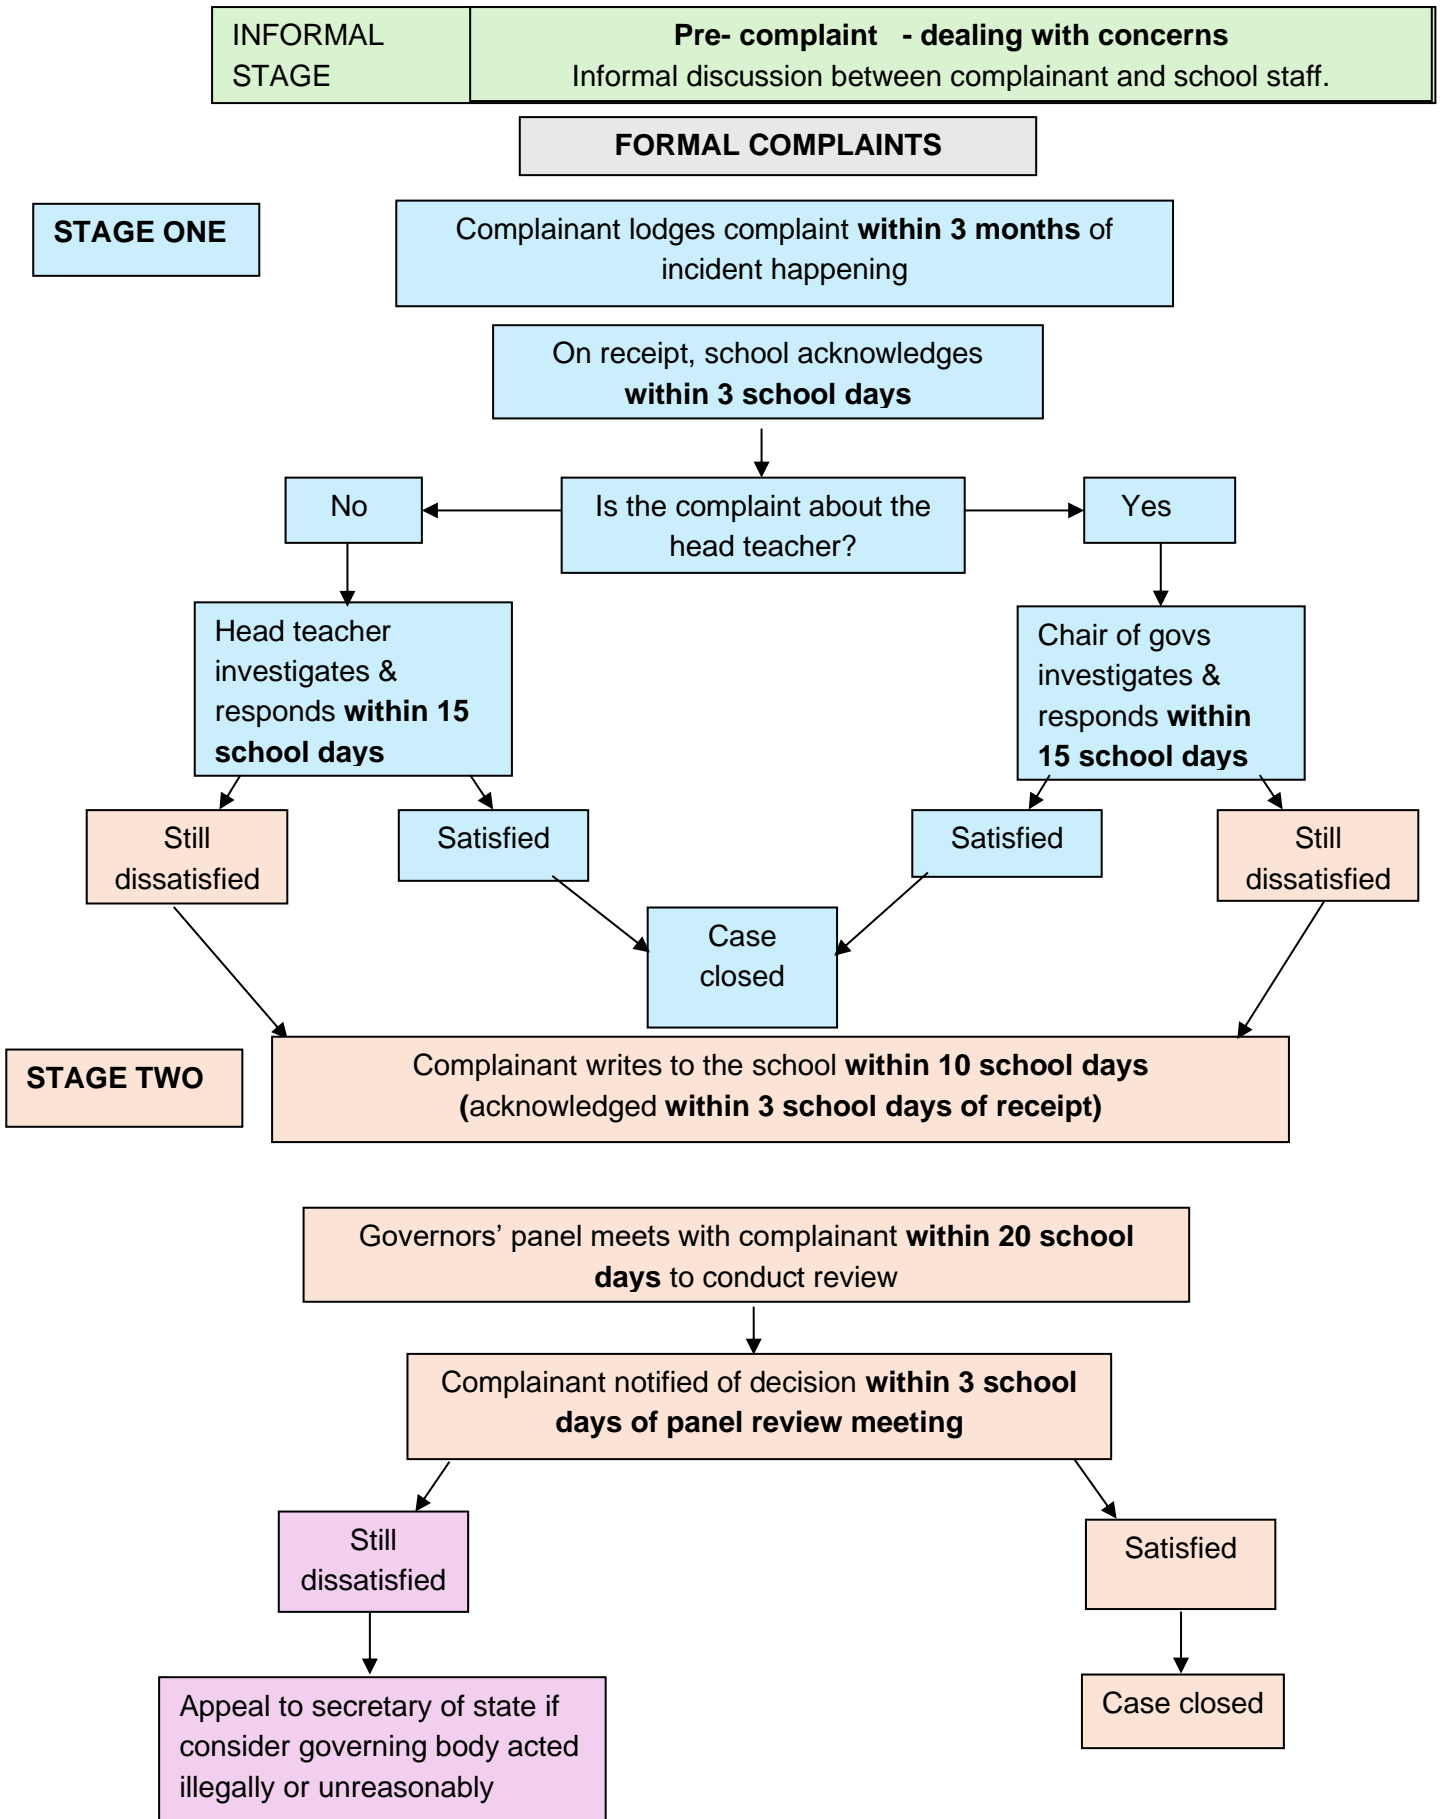 INFORMAL
STAGE
Pre- complaint - dealing with concerns
Informal discussion between complainant and school staff.
FORMAL COMPLAINTS
STAGE ONE
Complainant lodges complaint within 3 months of
incident happening
On receipt, school acknowledges
within 3 school days
No
Is the complaint about the
head teacher?
Yes
Head teacher
investigates &
responds within 15
school days
Chair of govs
investigates &
responds within
15 school days
Still
dissatisfied
Satisfied
Satisfied
Still
dissatisfied
Case
closed
STAGE TWO
Complainant writes to the school within 10 school days
(acknowledged within 3 school days of receipt)
Governors’ panel meets with complainant within 20 school
days to conduct review
Complainant notified of decision within 3 school
days of panel review meeting
Still
dissatisfied
Satisfied
Appeal to secretary of state if
consider governing body acted
illegally or unreasonably
Case closed